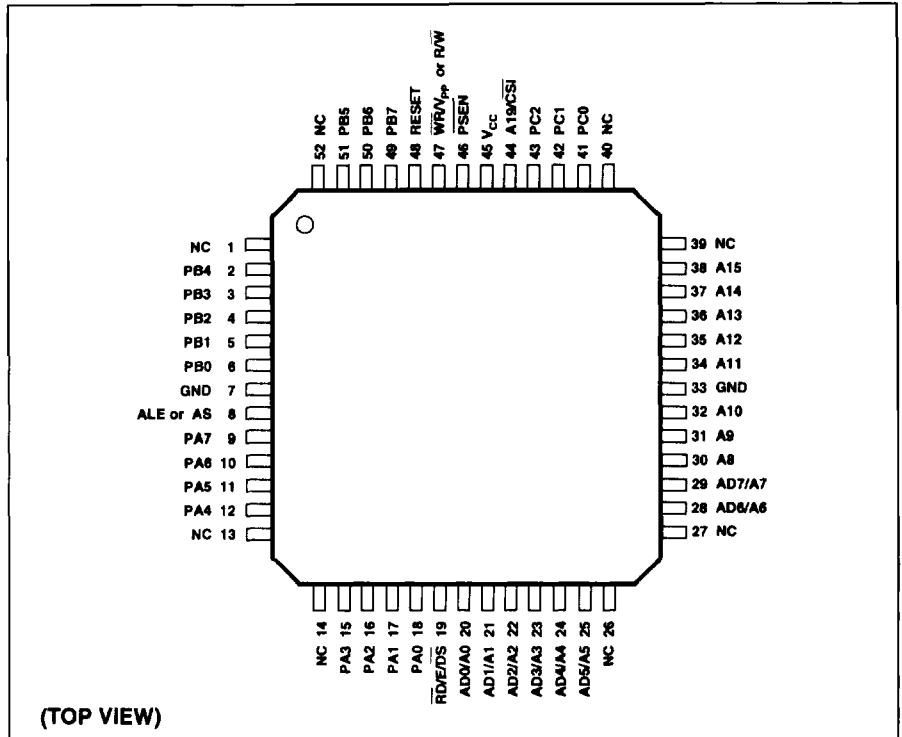 52 NC
51 PB5
50 PB6
49 PB7
48 RESET
47 W̅R̅/V̅pp or R/W̅
46 P̅S̅E̅N̅
45 VCC
44 A19/C̅S̅I̅
43 PC2
42 PC1
41 PC0
40 NC
NC 1
PB4 2
PB3 3
PB2 4
PB1 5
PB0 6
GND 7
ALE or AS 8
PA7 9
PA6 10
PA5 11
PA4 12
NC 13
39 NC
38 A15
37 A14
36 A13
35 A12
34 A11
33 GND
32 A10
31 A9
30 A8
29 AD7/A7
28 AD6/A6
27 NC
NC 14
PA3 15
PA2 16
PA1 17
PA0 18
R̅D̅/E/D̅S̅ 19
AD0/A0 20
AD1/A1 21
AD2/A2 22
AD3/A3 23
AD4/A4 24
AD5/A5 25
NC 26
(TOP VIEW)